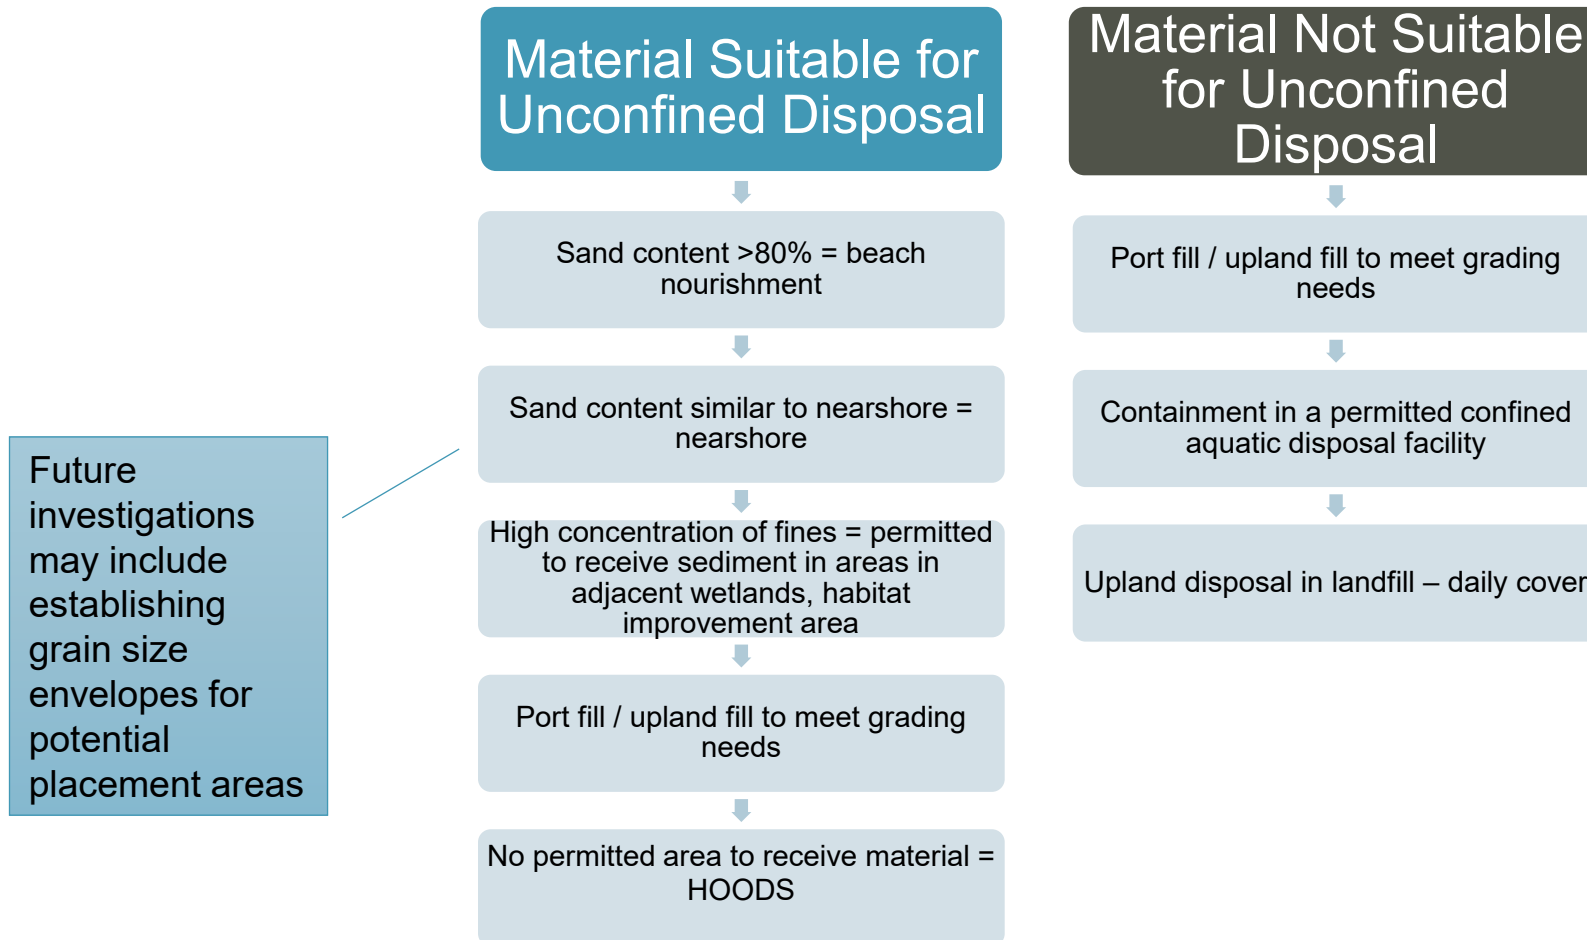 Material Suitable for
Unconfined Disposal
Sand content >80% = beach
nourishment
Sand content similar to nearshore =
nearshore
High concentration of fines = permitted
to receive sediment in areas in
adjacent wetlands, habitat
improvement area
Port fill / upland fill to meet grading
needs
No permitted area to receive material =
HOODS
Material Not Suitable
for Unconfined
Disposal
Port fill / upland fill to meet grading
needs
Containment in a permitted confined
aquatic disposal facility
Upland disposal in landfill – daily cover
Future
investigations
may include
establishing
grain size
envelopes for
potential
placement areas